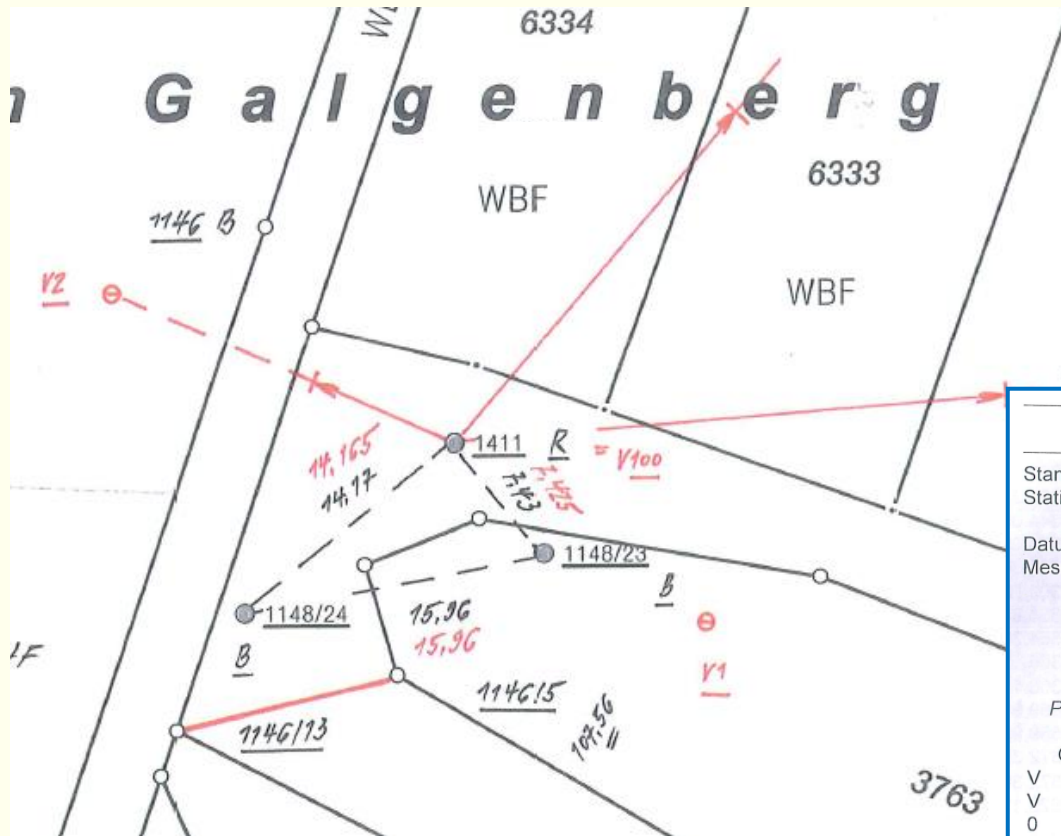 6334
n Galgenberg
6333
WBF
1146 B
V2
WBF
14,165
14,17
1411 R
= V100
7,43
7,425
1148/23
B
1148/24
B
15,96
15,96
V1
1146/5
107,56
1146/13
3763
Stan
Stati
Datu
Mes
P
V
V
0